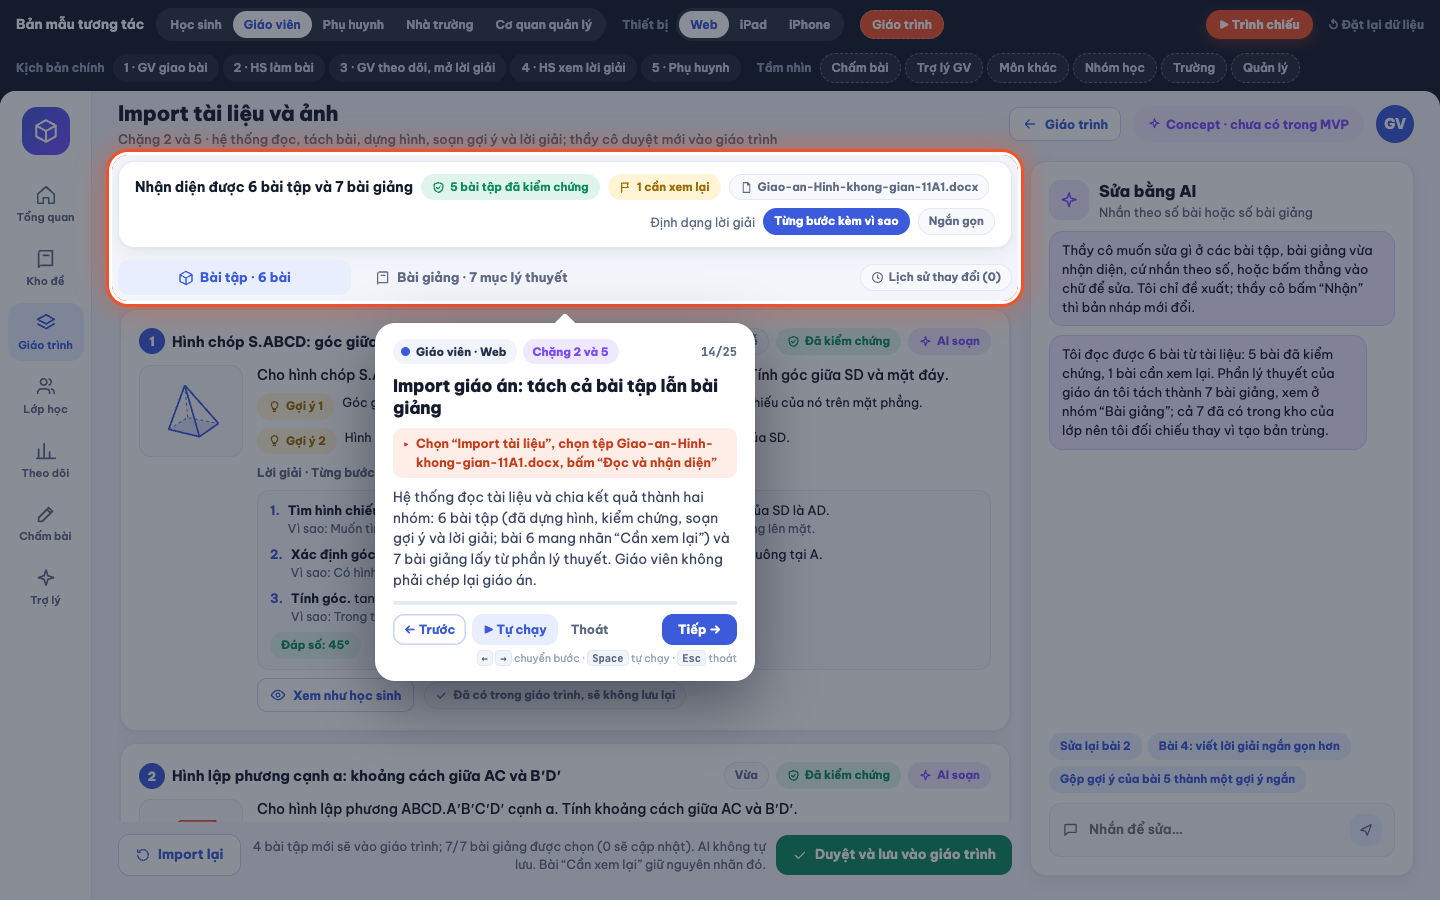 Bản mẫu tương tác
Học sinh
Giáo viên
Phụ huynh
Nhà trường
Cơ quan quản lý
Thiết bị
Web
iPad
iPhone
Giáo trình
Trình chiếu
Đặt lại dữ liệu
Kịch bản chính
1 · GV giao bài
2 · HS làm bài
3 · GV theo dõi, mở lời giải
4 · HS xem lời giải
5 · Phụ huynh
Tầm nhìn
Chấm bài
Trợ lý GV
Môn khác
Nhóm học
Trường
Quản lý
Tổng quan
Kho đề
Giáo trình
Lớp học
Theo dõi
Chấm bài
Trợ lý
Import tài liệu và ảnh
Chặng 2 và 5 · hệ thống đọc, tách bài, dựng hình, soạn gợi ý và lời giải; thầy cô duyệt mới vào giáo trình
← Giáo trình
Concept · chưa có trong MVP
GV
Nhận diện được 6 bài tập và 7 bài giảng
5 bài tập đã kiểm chứng
1 cần xem lại
Giao-an-Hinh-khong-gian-11A1.docx
Định dạng lời giải
Từng bước kèm vì sao
Ngắn gọn
Bài tập · 6 bài
Bài giảng · 7 mục lý thuyết
Lịch sử thay đổi (0)
1
Hình chóp S.ABCD: góc giữa
Đã kiểm chứng
AI soạn
Cho hình chóp S.A
Tính góc giữa SD và mặt đáy.
Gợi ý 1
Góc g
hiếu của nó trên mặt phẳng.
Gợi ý 2
Hình
ủa SD.
Lời giải · Từng bước
1. Tìm hình chiếu
ủa SD là AD.
Vì sao: Muốn tì
g lên mặt.
2. Xác định góc
uông tại A.
Vì sao: Có hình
3. Tính góc. tan
Vì sao: Trong t
Đáp số: 45°
Xem như học sinh
Đã có trong giáo trình, sẽ không lưu lại
Giáo viên · Web
Chặng 2 và 5
14/25
Import giáo án: tách cả bài tập lẫn bài
giảng
Chọn “Import tài liệu”, chọn tệp Giao-an-Hinh-
khong-gian-11A1.docx, bấm “Đọc và nhận diện”
Hệ thống đọc tài liệu và chia kết quả thành hai
nhóm: 6 bài tập (đã dựng hình, kiểm chứng, soạn
gợi ý và lời giải; bài 6 mang nhãn “Cần xem lại”) và
7 bài giảng lấy từ phần lý thuyết. Giáo viên không
phải chép lại giáo án.
← Trước
Tự chạy
Thoát
Tiếp →
← → chuyển bước · Space tự chạy · Esc thoát
2
Hình lập phương cạnh a: khoảng cách giữa AC và B’D’
Vừa
Đã kiểm chứng
AI soạn
Cho hình lập phương ABCD.A’B’C’D’ cạnh a. Tính khoảng cách giữa AC và B’D’.
Import lại
4 bài tập mới sẽ vào giáo trình; 7/7 bài giảng được chọn (0 sẽ cập nhật). AI không tự
lưu. Bài “Cần xem lại” giữ nguyên nhãn đó.
Duyệt và lưu vào giáo trình
Sửa bằng AI
Nhắn theo số bài hoặc số bài giảng
Thầy cô muốn sửa gì ở các bài tập, bài giảng vừa
nhận diện, cứ nhắn theo số, hoặc bấm thẳng vào
chữ để sửa. Tôi chỉ đề xuất; thầy cô bấm “Nhận”
thì bản nháp mới đổi.
Tôi đọc được 6 bài từ tài liệu: 5 bài đã kiểm
chứng, 1 bài cần xem lại. Phần lý thuyết của
giáo án tôi tách thành 7 bài giảng, xem ở
nhóm “Bài giảng”; cả 7 đã có trong kho của
lớp nên tôi đối chiếu thay vì tạo bản trùng.
Sửa lại bài 2
Bài 4: viết lời giải ngắn gọn hơn
Gộp gợi ý của bài 5 thành một gợi ý ngắn
Nhắn để sửa...